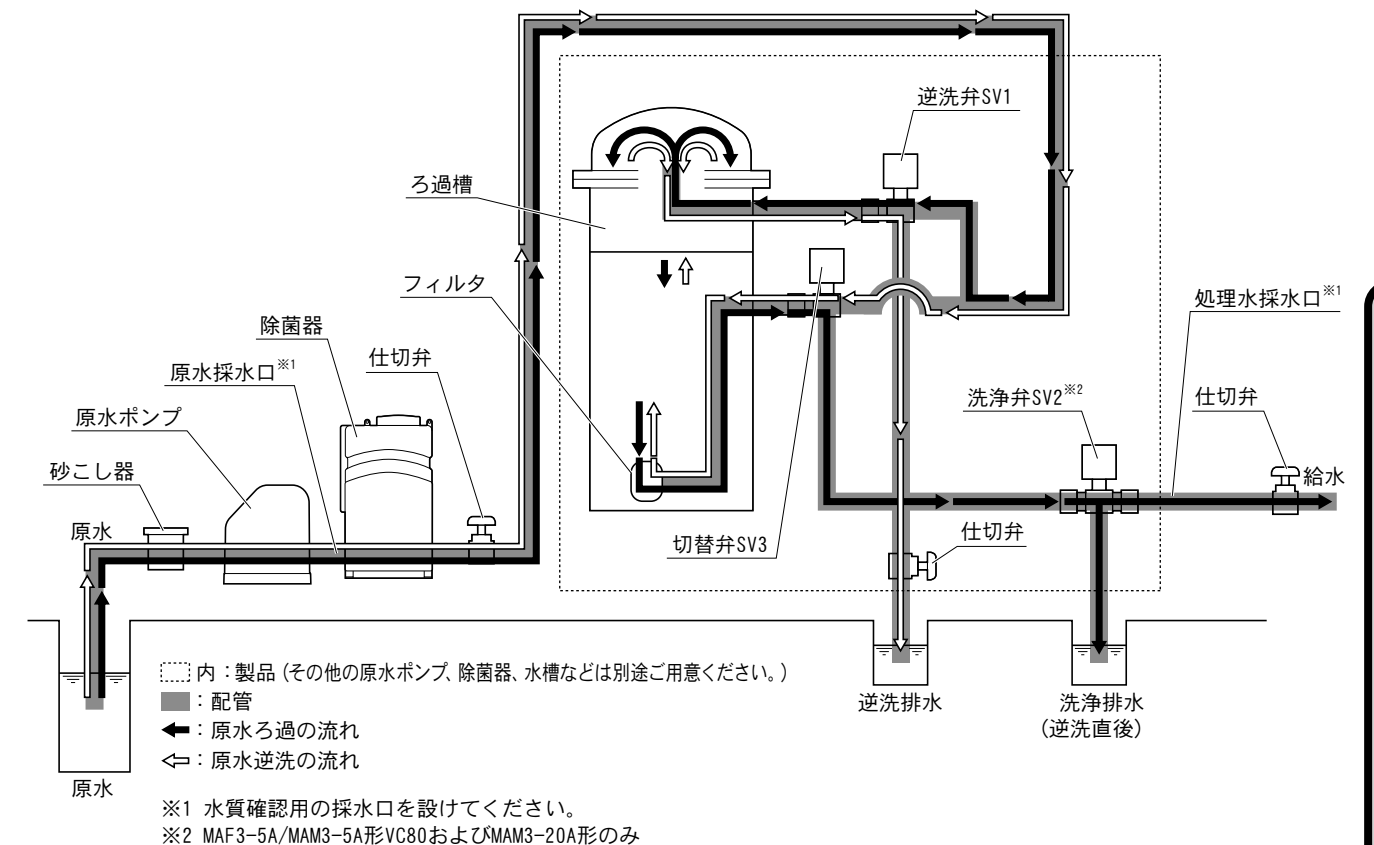 逆洗弁SV1
ろ過槽
フィルタ
処理水採水口※1
除菌器
仕切弁
原水採水口※1
洗浄弁SV2※2
仕切弁
原水ポンプ
砂こし器
給水
原水
切替弁SV3
仕切弁
内：製品（その他の原水ポンプ、除菌器、水槽などは別途ご用意ください。）
：配管
：原水ろ過の流れ
：原水逆洗の流れ
逆洗排水
洗浄排水
（逆洗直後）
原水
※1 水質確認用の採水口を設けてください。
※2 MAF3-5A/MAM3-5A形VC80およびMAM3-20A形のみ